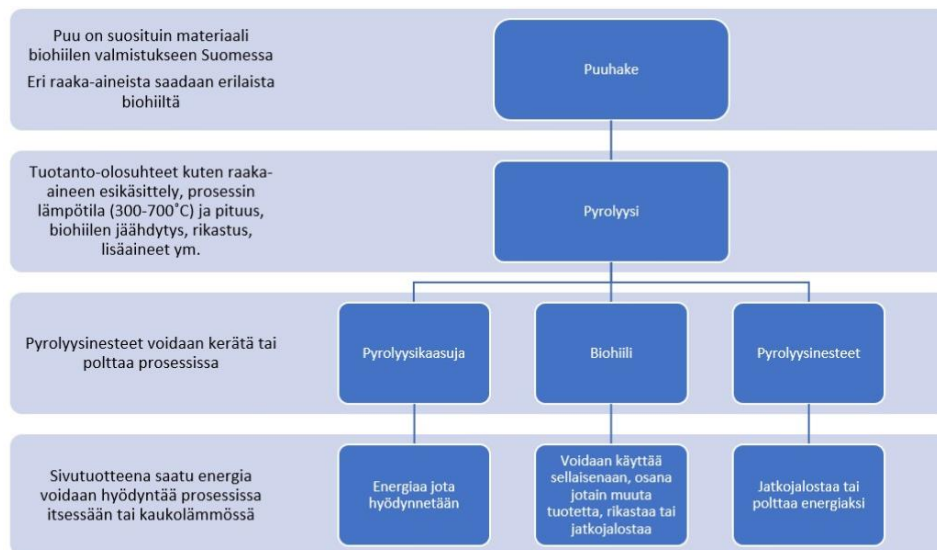 Puu on suosituin materiaali
biohiilen valmistukseen Suomessa
Eri raaka-aineista saadaan erilaista
biohiiltä
Puuhake
Tuotanto-olosuhteet kuten raaka-
aineen esikäsittely, prosessin
lämpötila (300-700˚C) ja pituus,
biohiilen jäähdytys, rikastus,
lisäaineet ym.
Pyrolyysi
Pyrolyysinesteet voidaan kerätä tai
polttaa prosessissa
Pyrolyysikaasuja
Biohiili
Pyrolyysinesteet
Sivutuotteena saatu energia
voidaan hyödyntää prosessissa
itsessään tai kaukolämmössä
Energiaa jota
hyödynnetään
Voidaan käyttää
sellaisenaan, osana
jotain muuta
tuotetta, rikastaa tai
jatkojalostaa
Jatkojalostaa tai
polttaa energiaksi